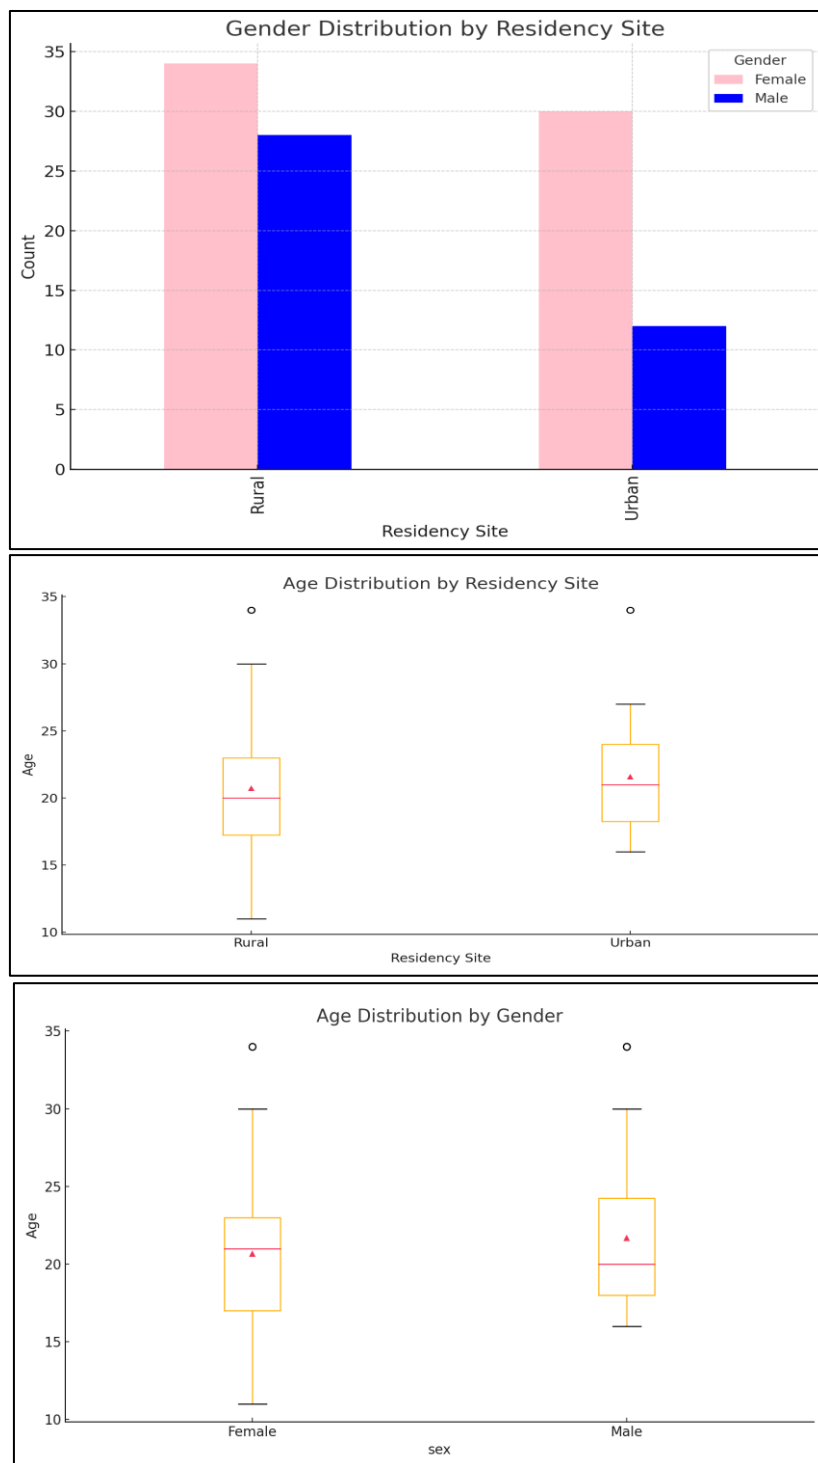 Gender Distribution by Residency Site
35
30
25
20
15
10
5
0
Count
Gender
Female
Male
Rural
Urban
Residency Site
Age Distribution by Residency Site
35
30
25
20
15
10
Age
Rural
Urban
Residency Site
Age Distribution by Gender
35
30
25
20
15
10
Age
Female
Male
sex